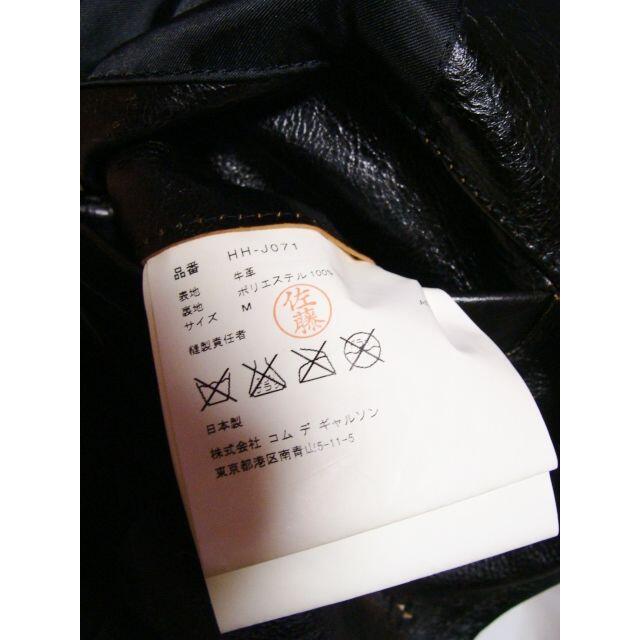 品番 HH-J071
表地 牛革
裏地 ポリエステル100%
サイズ M
縫製責任者 佐藤
日本製
株式会社 コム デ ギャルソン
東京都港区南青山5-11-5